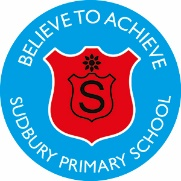 BELIEVE TO ACHIEVE
S
SUDBURY PRIMARY SCHOOL